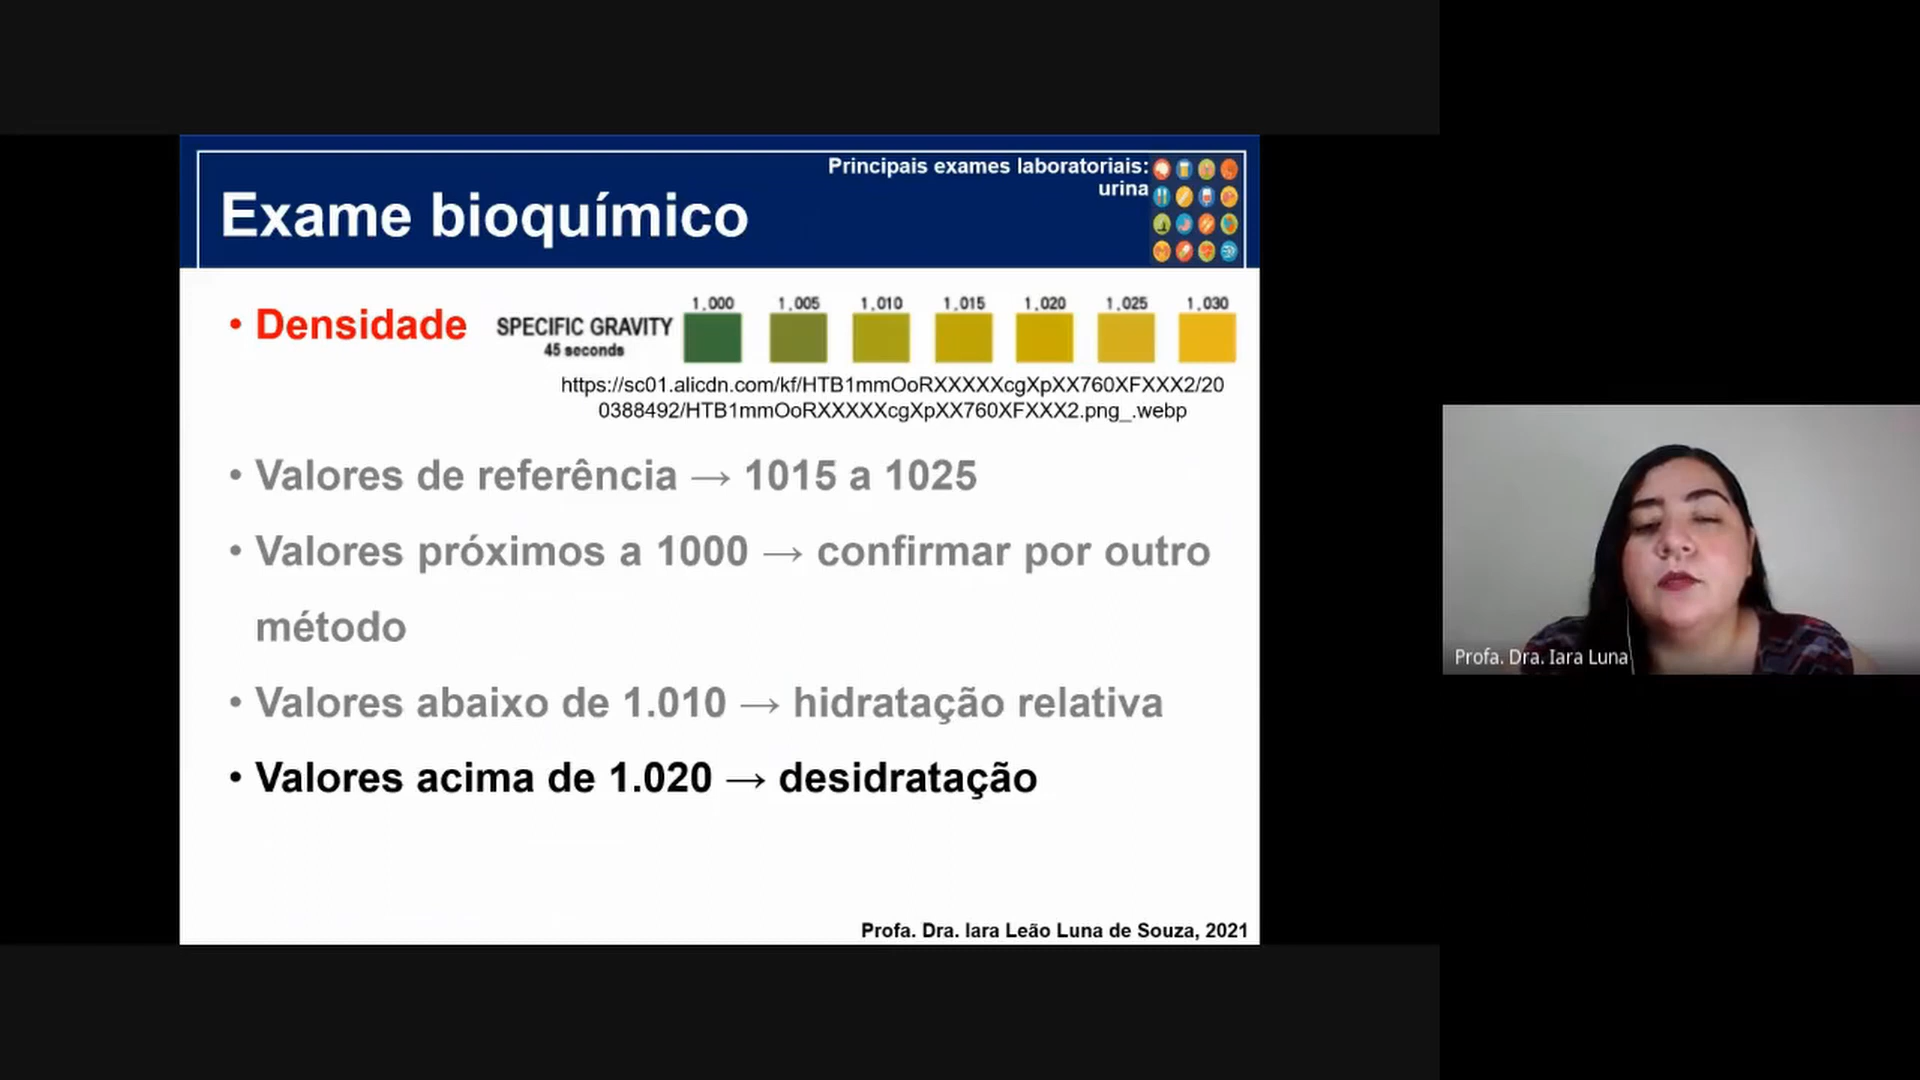 Principais exames laboratoriais:
urina
Exame bioquímico
• Densidade
SPECIFIC GRAVITY
45 seconds
1.000 1.005 1.010 1.015 1.020 1.025 1.030
https://sc01.alicdn.com/kf/HTB1mmOoRXXXXXcgXpXX760XFXXX2/20
0388492/HTB1mmOoRXXXXXcgXpXX760XFXXX2.png_.webp
• Valores de referência → 1015 a 1025
• Valores próximos a 1000 → confirmar por outro
método
• Valores abaixo de 1.010 → hidratação relativa
• Valores acima de 1.020 → desidratação
Profa. Dra. Iara Leão Luna de Souza, 2021
Profa. Dra. Iara Luna